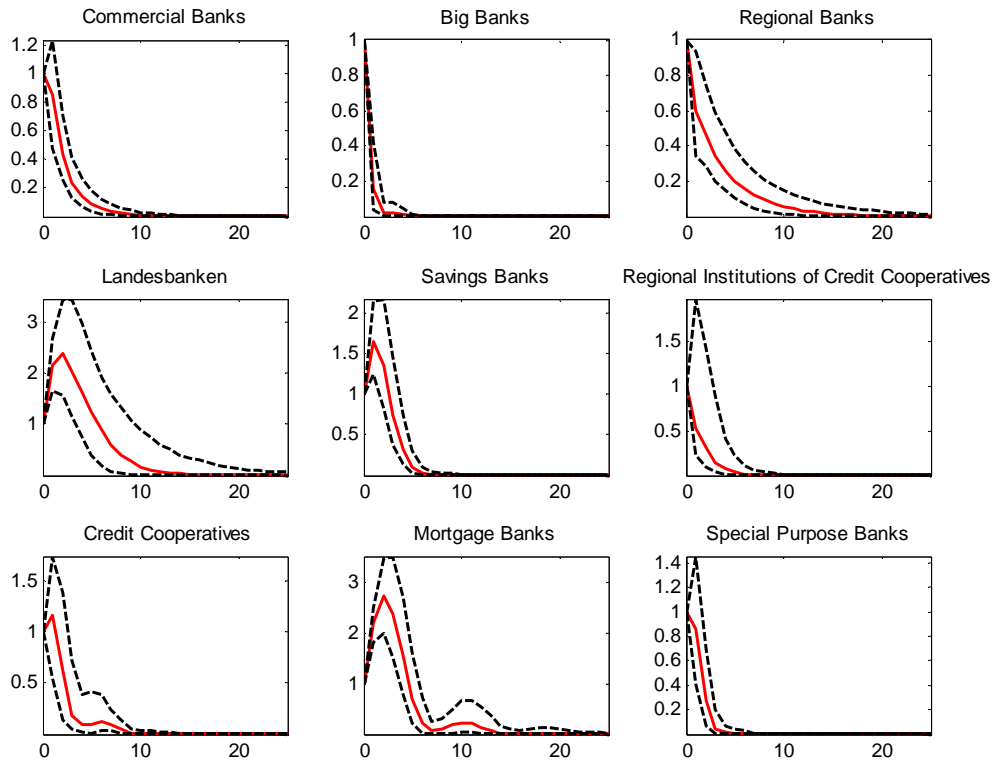 Commercial Banks
1.2
1
0.8
0.6
0.4
0.2
0 10 20
Big Banks
1
0.8
0.6
0.4
0.2
0 10 20
Regional Banks
1
0.8
0.6
0.4
0.2
0 10 20
Landesbanken
3
2
1
0 10 20
Savings Banks
2
1.5
1
0.5
0 10 20
Regional Institutions of Credit Cooperatives
1.5
1
0.5
0 10 20
Credit Cooperatives
1.5
1
0.5
0 10 20
Mortgage Banks
3
2
1
0 10 20
Special Purpose Banks
1.4
1.2
1
0.8
0.6
0.4
0.2
0 10 20